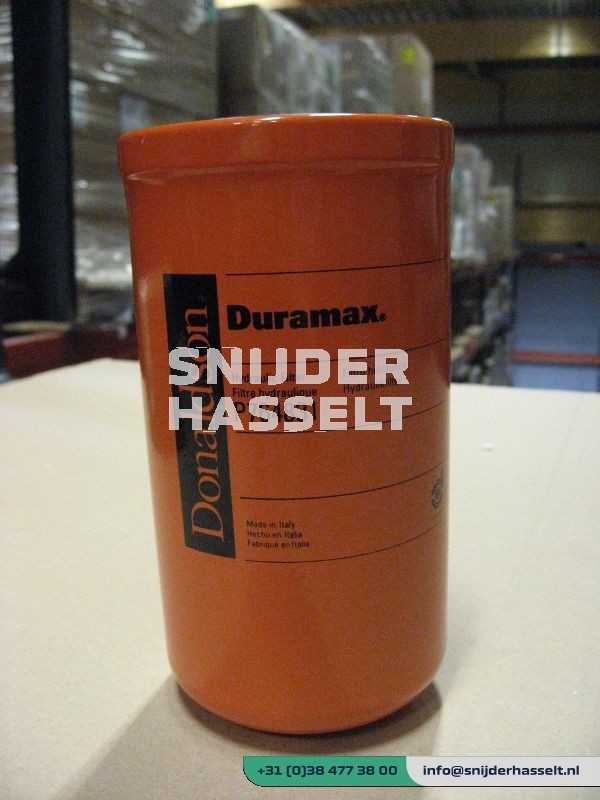 Donaldson
Duramax®
SNIJDER
HASSELT
Filtre hydraulique
Made in Italy
Hecho en Italia
Fabriqué en Italie
+31 (0)38 477 38 00
info@snijderhasselt.nl